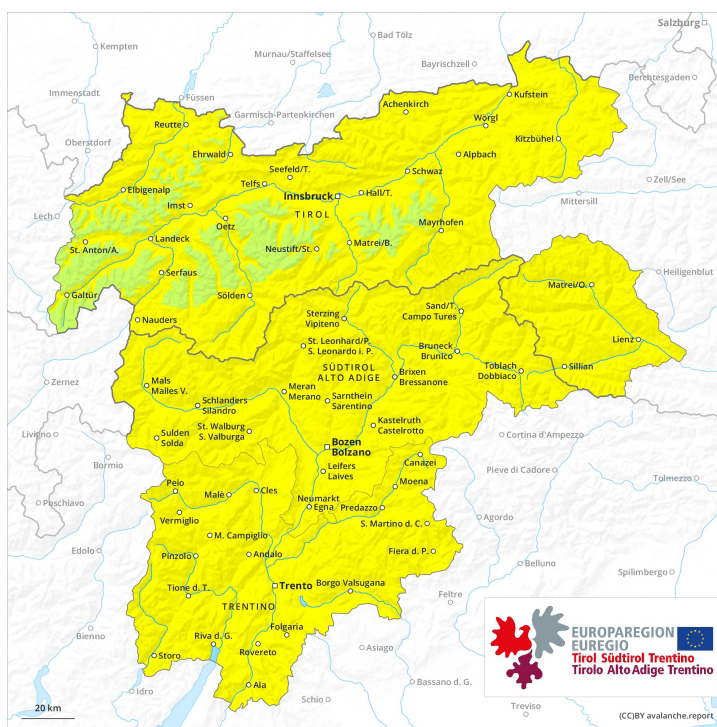 Salzburg
Bad Tölz
Kempten
Murnau/Staffelsee
Bayrischzell
Berchtesgaden
Immenstadt
Füssen
Kufstein
Achenkirch
Garmisch-Partenkirchen
Reutte
Wörgl
Oberstdorf
Kitzbühel
Ehrwald
Alpbach
Seefeld/T.
Schwaz
Zell/See
Elbigenalp
Telfs
Innsbruck
Hall/T.
Mittersill
Imst
TIROL
Lech
Oetz
Mayrhofen
Landeck
St. Anton/A.
Neustift/St.
Matrei/B.
Serfaus
Heiligenblut
Galtür
Sölden
Matrei/O.
Nauders
Sterzing
Vipiteno
Sand/T.
Campo Tures
Lienz
St. Leonhard/P.
S. Leonardo i. P.
Bruneck
Brunico
SÜDTIROL
ALTO ADIGE
Toblach
Dobbiaco
Sillian
Brixen
Bressanone
Zernez
Mals
Malles V.
Meran
Merano
Sarnthein
Sarentino
Schlanders
Silandro
Kastelruth
Castelrotto
St. Walburg
S. Valburga
Livigno
Sulden
Solda
Cortina d'Ampezzo
Bozen
Bolzano
Canazei
Bormio
Leifers
Laives
Pieve di Cadore
Tolmezzo
Peio
Moena
Malè
Cles
Neumarkt
Egna
Predazzo
Poschiavo
Vermiglio
Agordo
S. Martino d. C.
M. Campiglio
Edolo
Pinzolo
Andalo
Fiera d. P.
Belluno
Spilimbergo
Tione d. T.
Trento
Borgo Valsugana
Feltre
TRENTINO
Bienno
Folgaria
Riva d. G.
Rovereto
Storo
Asiago
EUROPAREGION
EUREGIO
Tirol Südtirol Trentino
Tirolo Alto Adige Trentino
Ala
Idro
Bassano d. G.
Schio
Treviso
20 km
(CC)BY avalanche.report